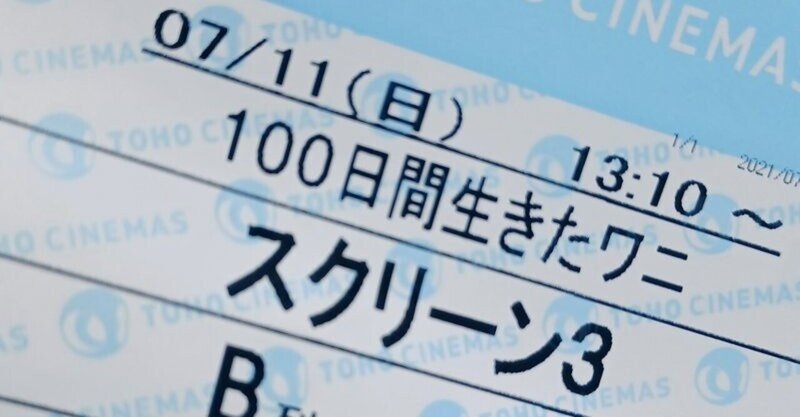 TOHO CINEMAS
07/11(日) 13:10～
1/1
2021/07
100日間生きたワニ
スクリーン3
B